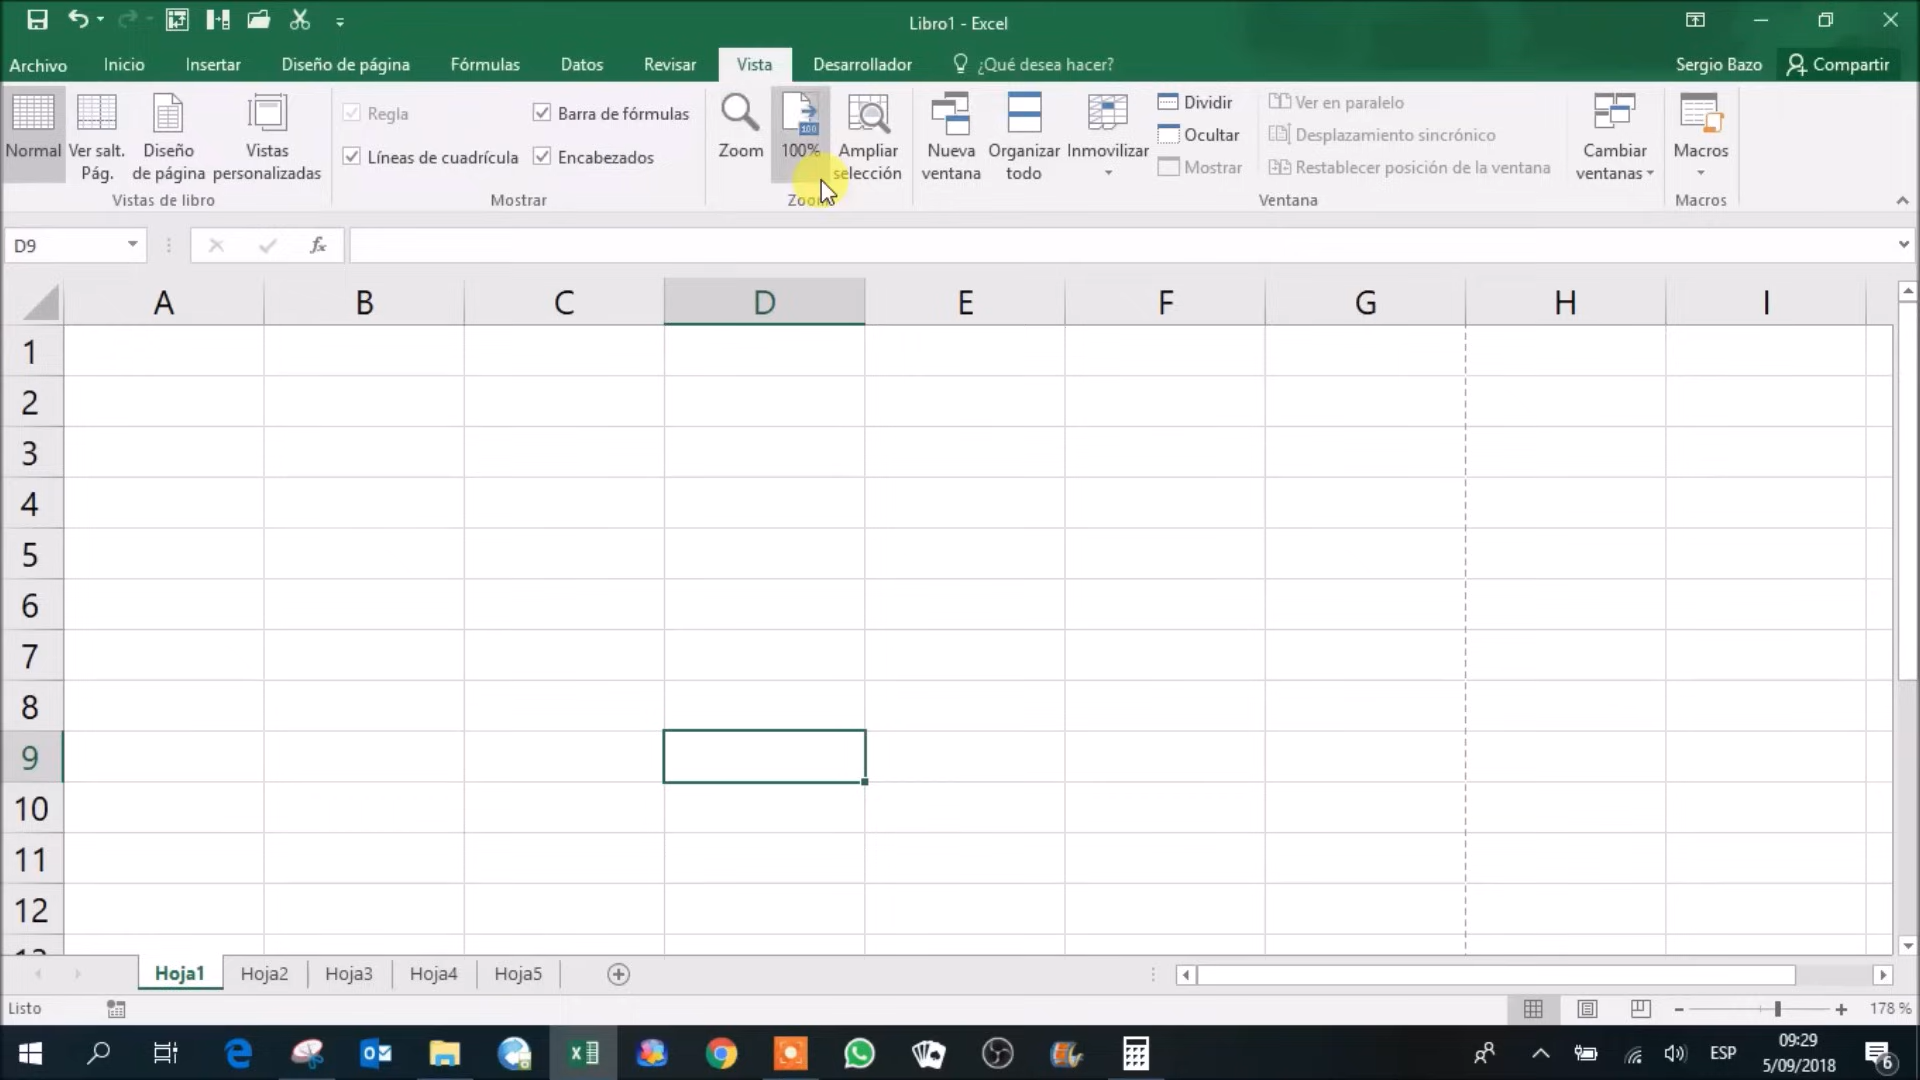 Libro1 - Excel
Archivo Inicio Insertar Diseño de página Fórmulas Datos Revisar Vista Desarrollador ¿Qué desea hacer? Sergio Bazo Compartir
Normal
Ver salt. Pág.
Diseño de página
Vistas personalizadas
Vistas de libro
Regla
Barra de fórmulas
Líneas de cuadrícula
Encabezados
Mostrar
Zoom
100%
Ampliar selección
Nueva ventana
Organizar todo
Inmovilizar
Dividir
Ocultar
Mostrar
Ver en paralelo
Desplazamiento sincrónico
Restablecer posición de la ventana
Ventana
Cambiar ventanas
Macros
Macros
D9
fx
A B C D E F G H I
1
2
3
4
5
6
7
8
9
10
11
12
Hoja1 Hoja2 Hoja3 Hoja4 Hoja5
Listo
178 %
ESP
09:29
5/09/2018
6